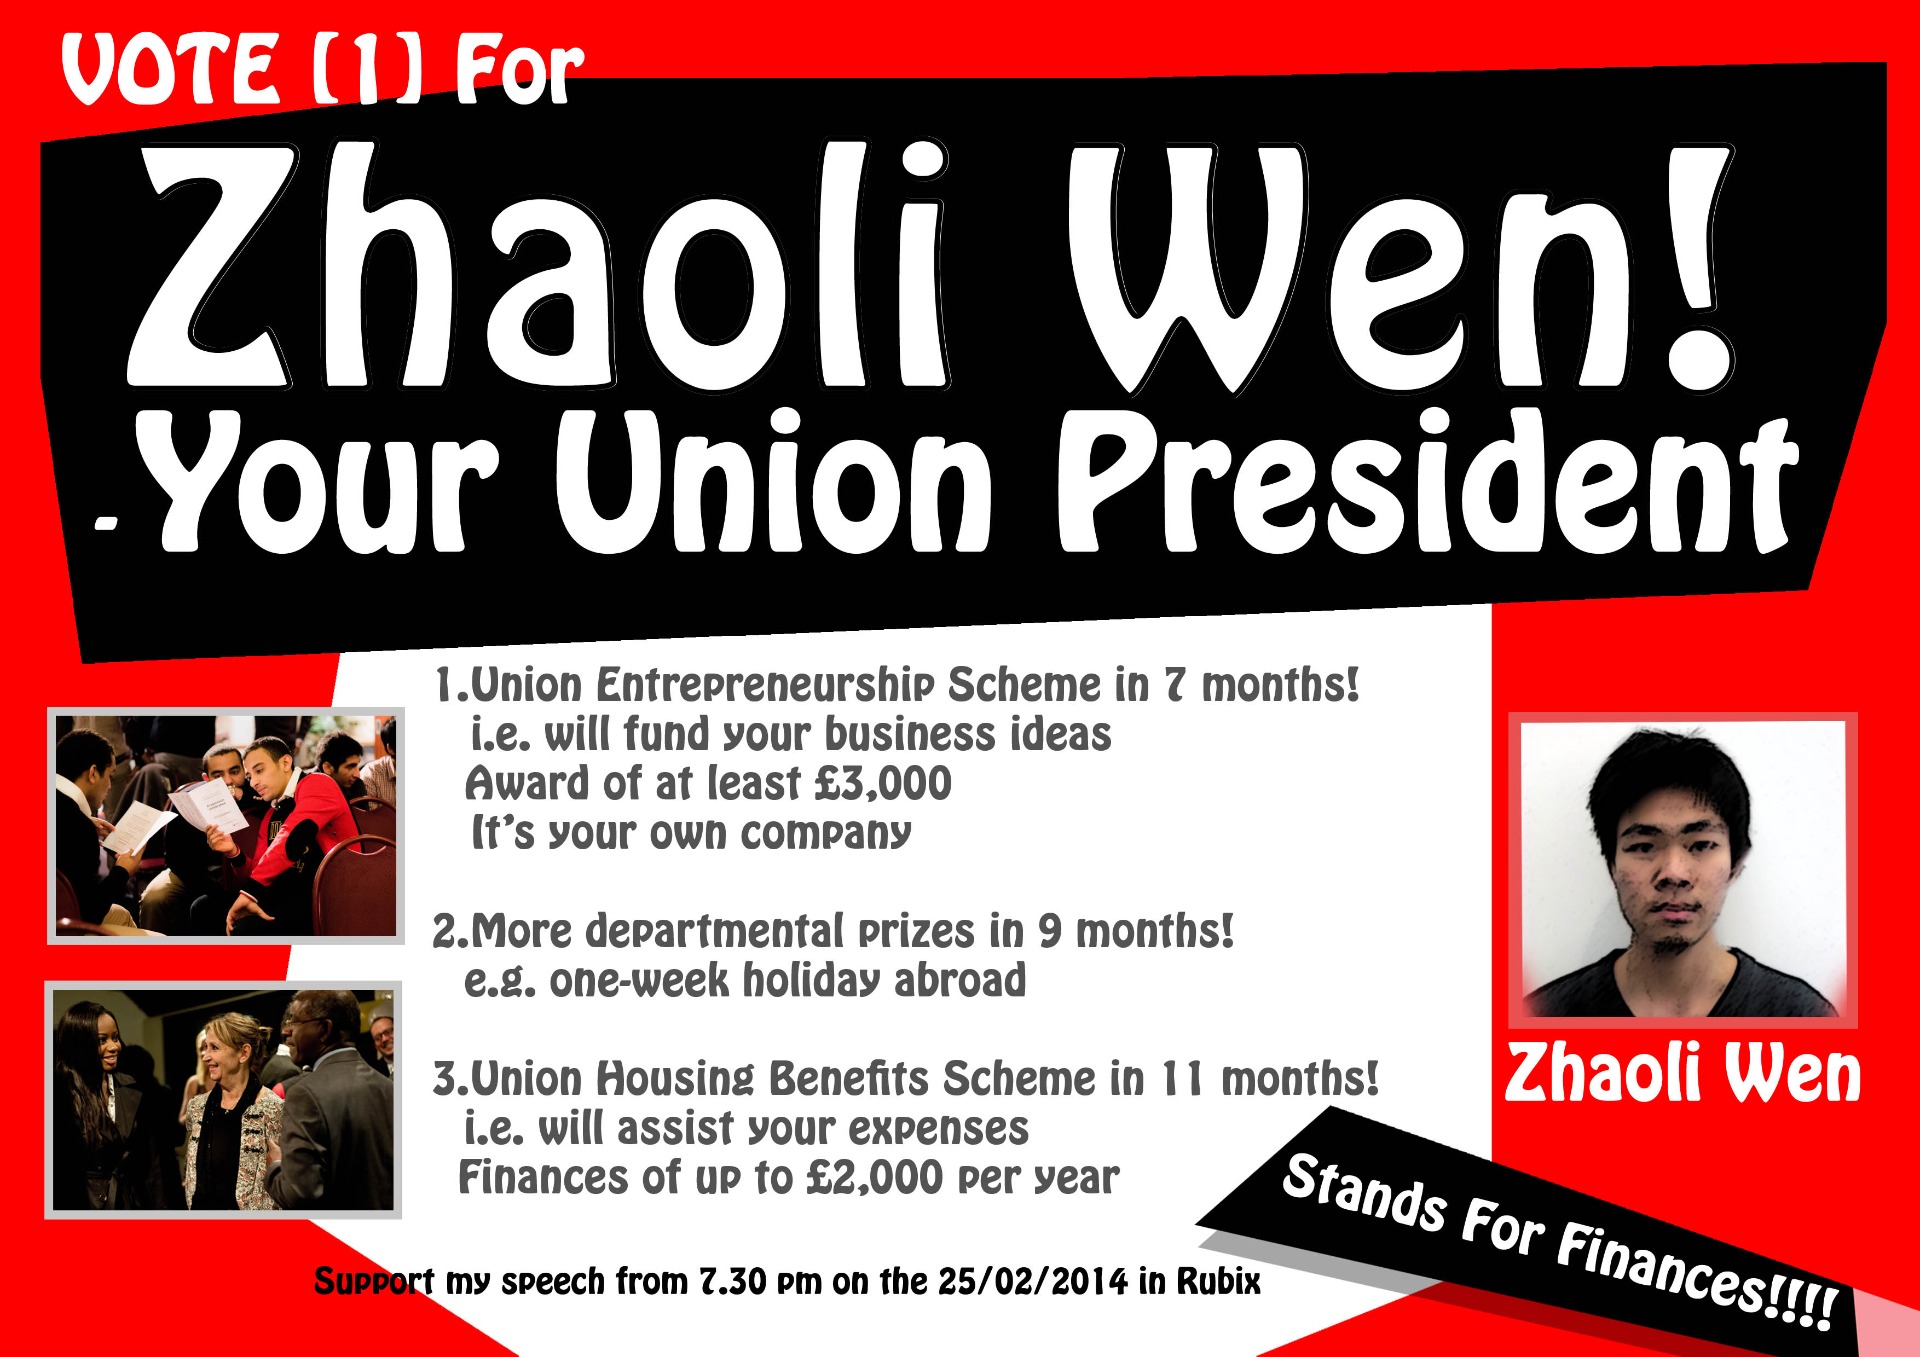 VOTE [1] For
Zhaoli Wen!
-Your Union President
1.Union Entrepreneurship Scheme in 7 months!
i.e. will fund your business ideas
Award of at least £3,000
It's your own company
2.More departmental prizes in 9 months!
e.g. one-week holiday abroad
3.Union Housing Benefits Scheme in 11 months!
i.e. will assist your expenses
Finances of up to £2,000 per year
Zhaoli Wen
Stands For Finances!!!!
Support my speech from 7.30 pm on the 25/02/2014 in Rubix